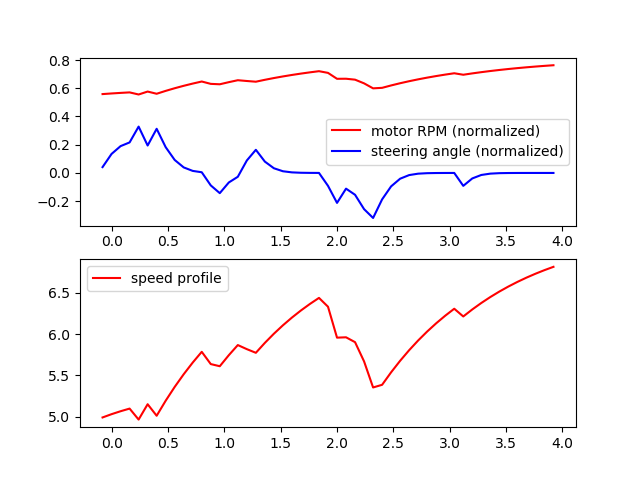 0.8
0.6
0.4
0.2
0.0
−0.2
motor RPM (normalized)
steering angle (normalized)
0.0 0.5 1.0 1.5 2.0 2.5 3.0 3.5 4.0
speed profile
6.5
6.0
5.5
5.0
0.0 0.5 1.0 1.5 2.0 2.5 3.0 3.5 4.0